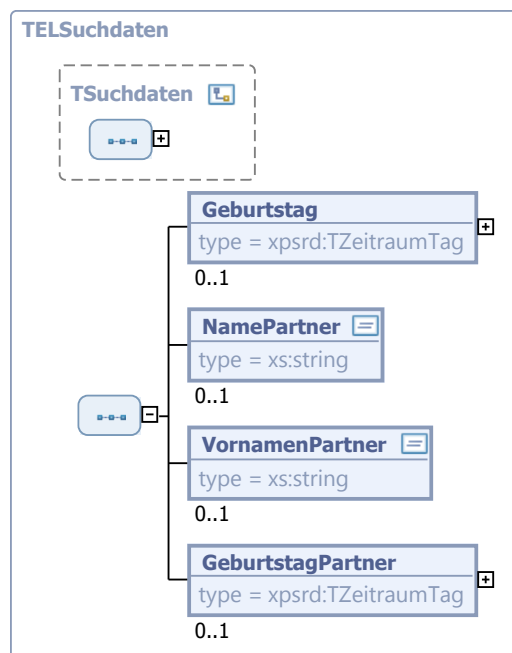 TELSuchdaten
TSuchdaten
Geburtstag
type = xpsrd:TZeitraumTag
0..1
NamePartner
type = xs:string
0..1
VornamenPartner
type = xs:string
0..1
GeburtstagPartner
type = xpsrd:TZeitraumTag
0..1